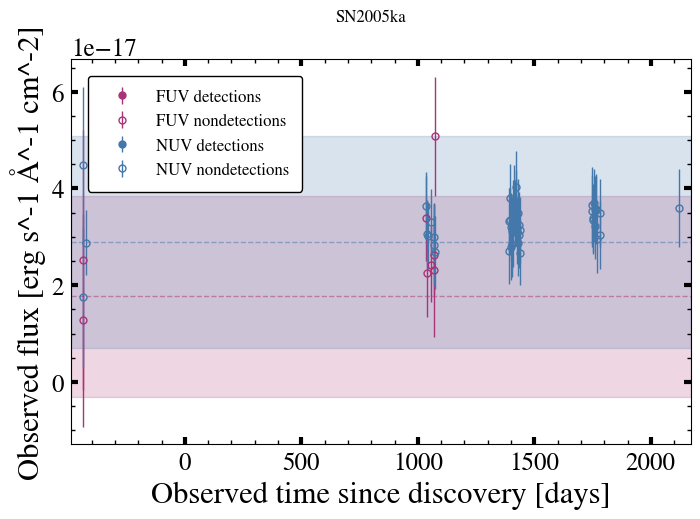 SN2005ka
1e−17
FUV detections
FUV nondetections
NUV detections
NUV nondetections
6
4
2
0
Observed flux [erg s^-1 Å^-1 cm^-2]
0 500 1000 1500 2000
Observed time since discovery [days]